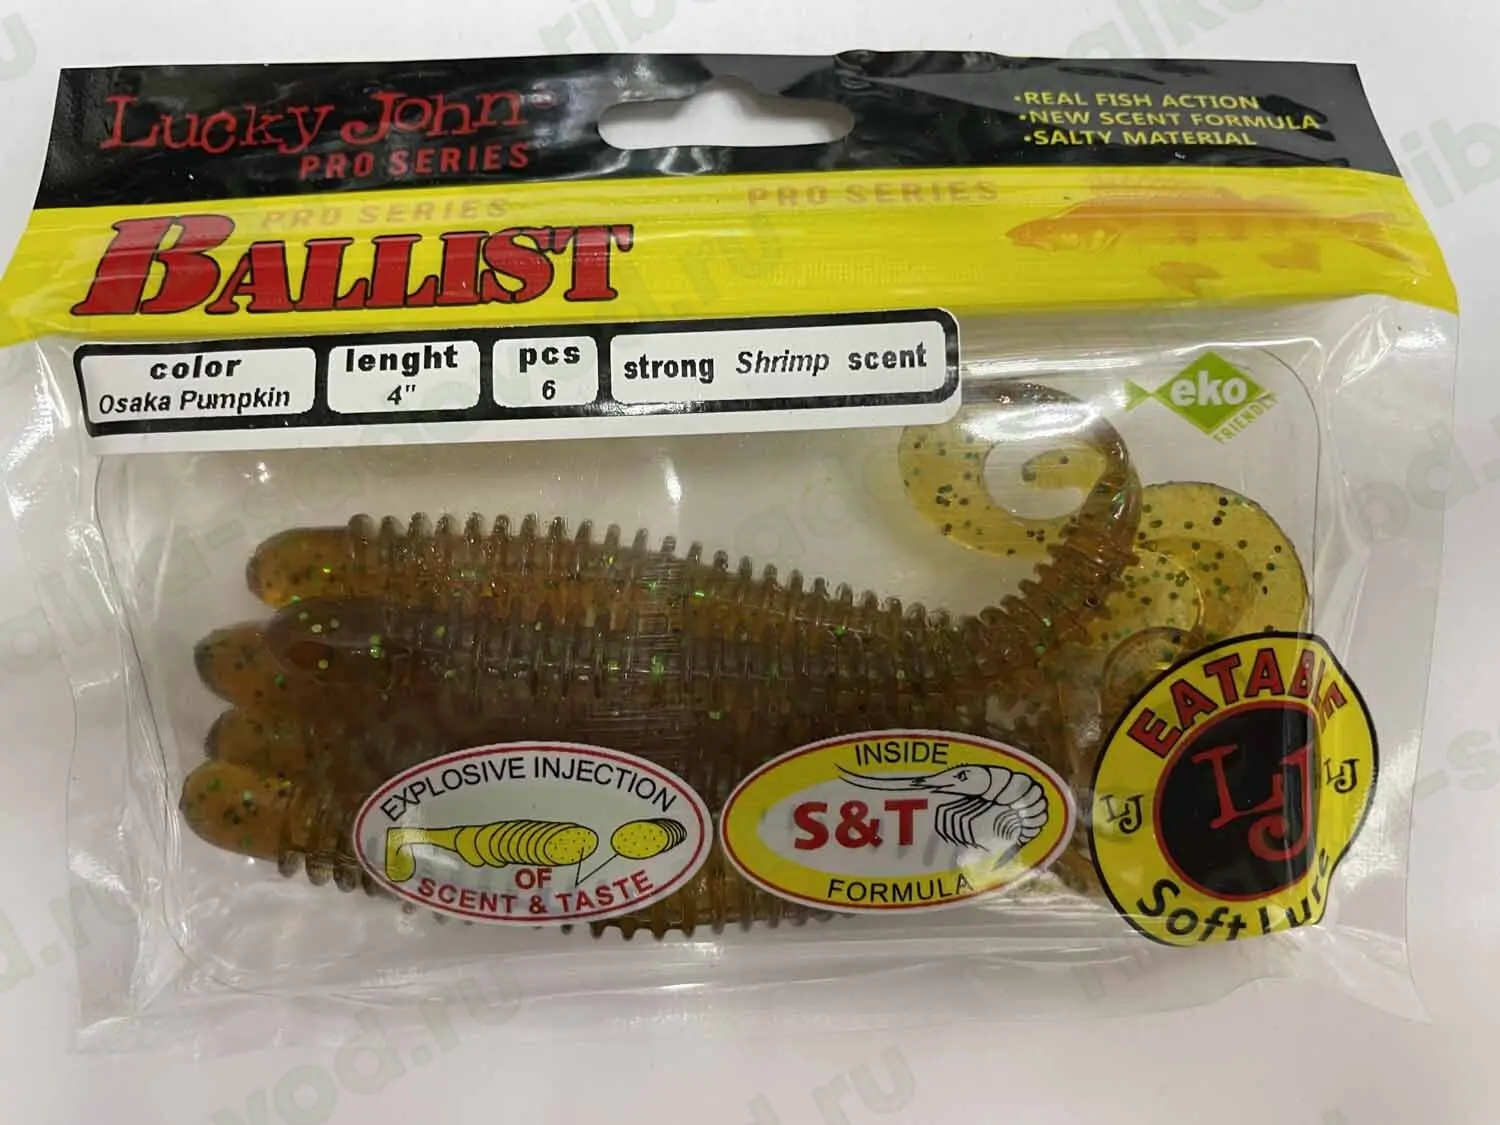 Lucky John
PRO SERIES
•REAL FISH ACTION
•NEW SCENT FORMULA
•SALTY MATERIAL
PRO SERIES
PRO SERIES
BALLIST
color
Osaka Pumpkin
lenght
4"
pcs
6
strong Shrimp scent
eko
FRIENDLY
EXPLOSIVE INJECTION
OF
SCENT & TASTE
INSIDE
S&T
FORMULA
EATABLE
LJ
LJ
LJ
Soft Lure